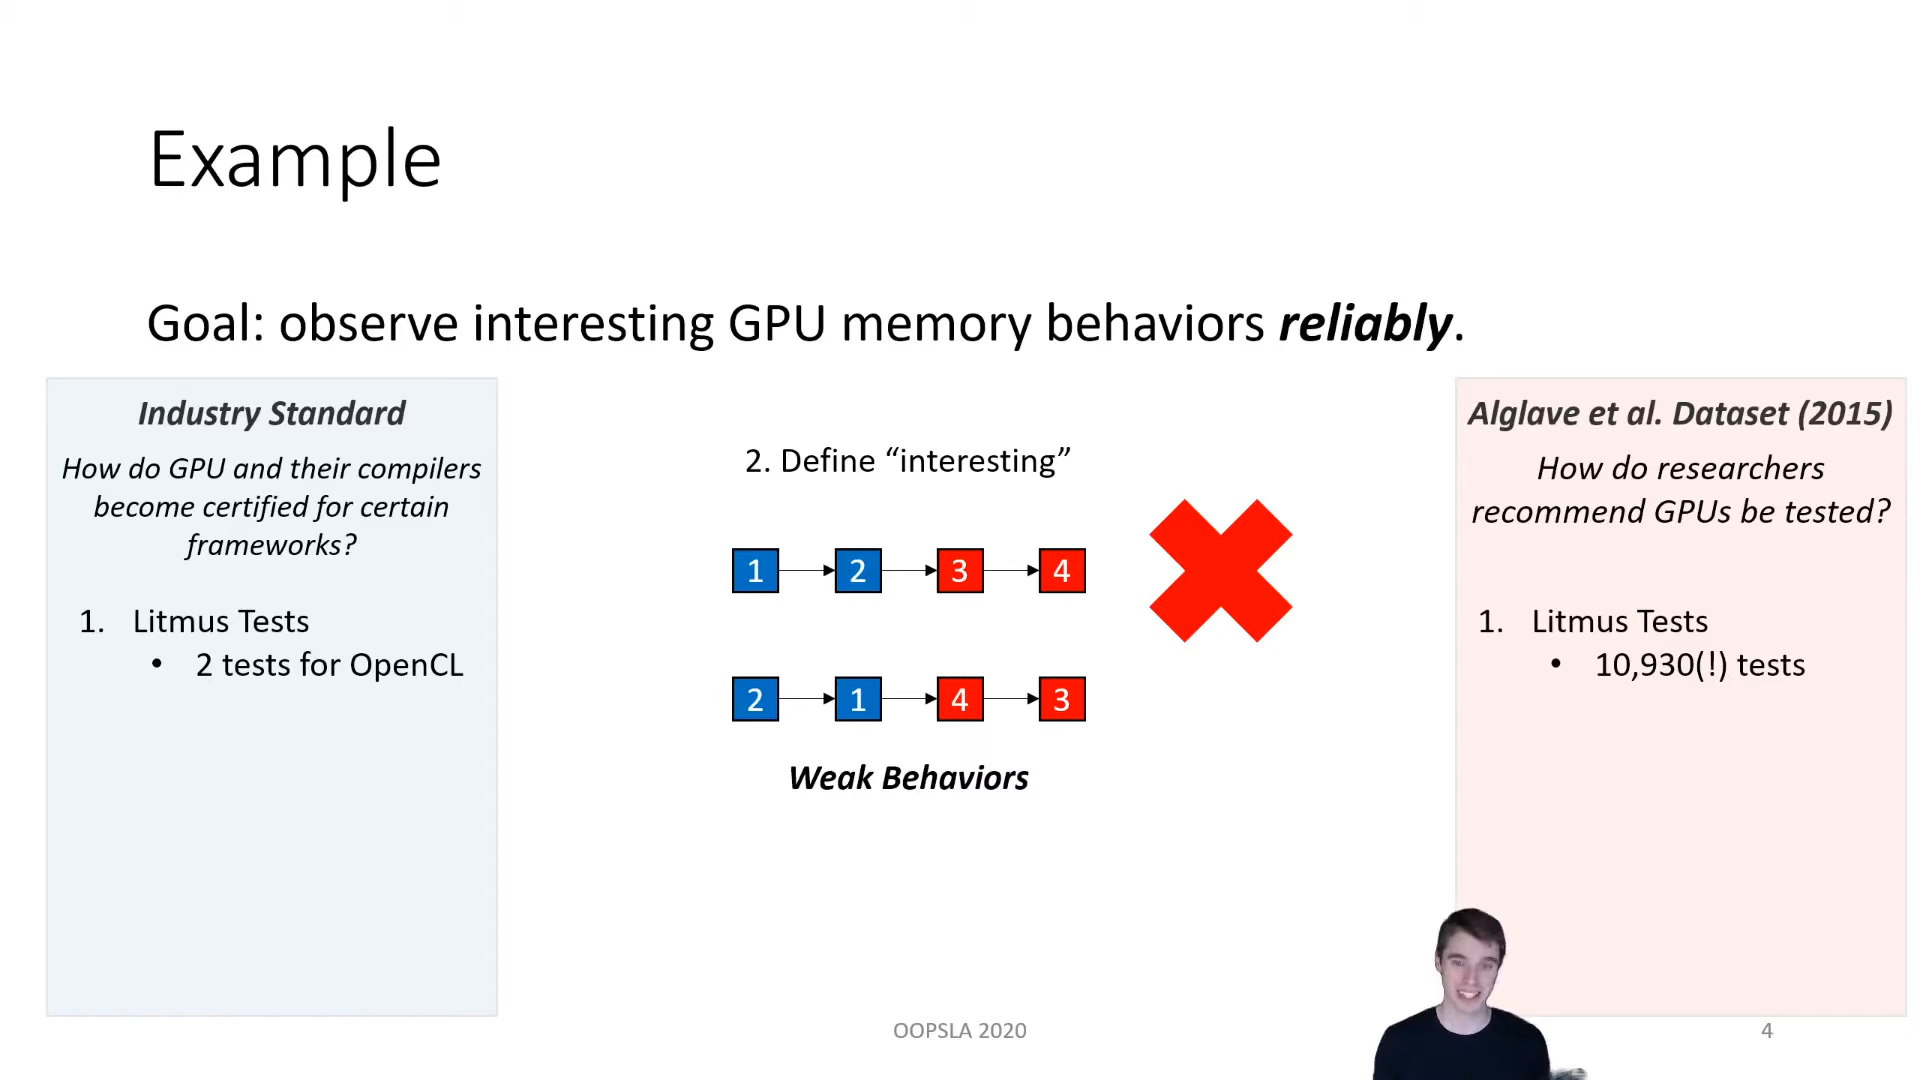 Example
Goal: observe interesting GPU memory behaviors reliably.
Industry Standard
How do GPU and their compilers
become certified for certain
frameworks?
1. Litmus Tests
• 2 tests for OpenCL
2. Define “interesting”
1 2 3 4
2 1 4 3
Weak Behaviors
Alglave et al. Dataset (2015)
How do researchers
recommend GPUs be tested?
1. Litmus Tests
• 10,930(!) tests
OOPSLA 2020
4